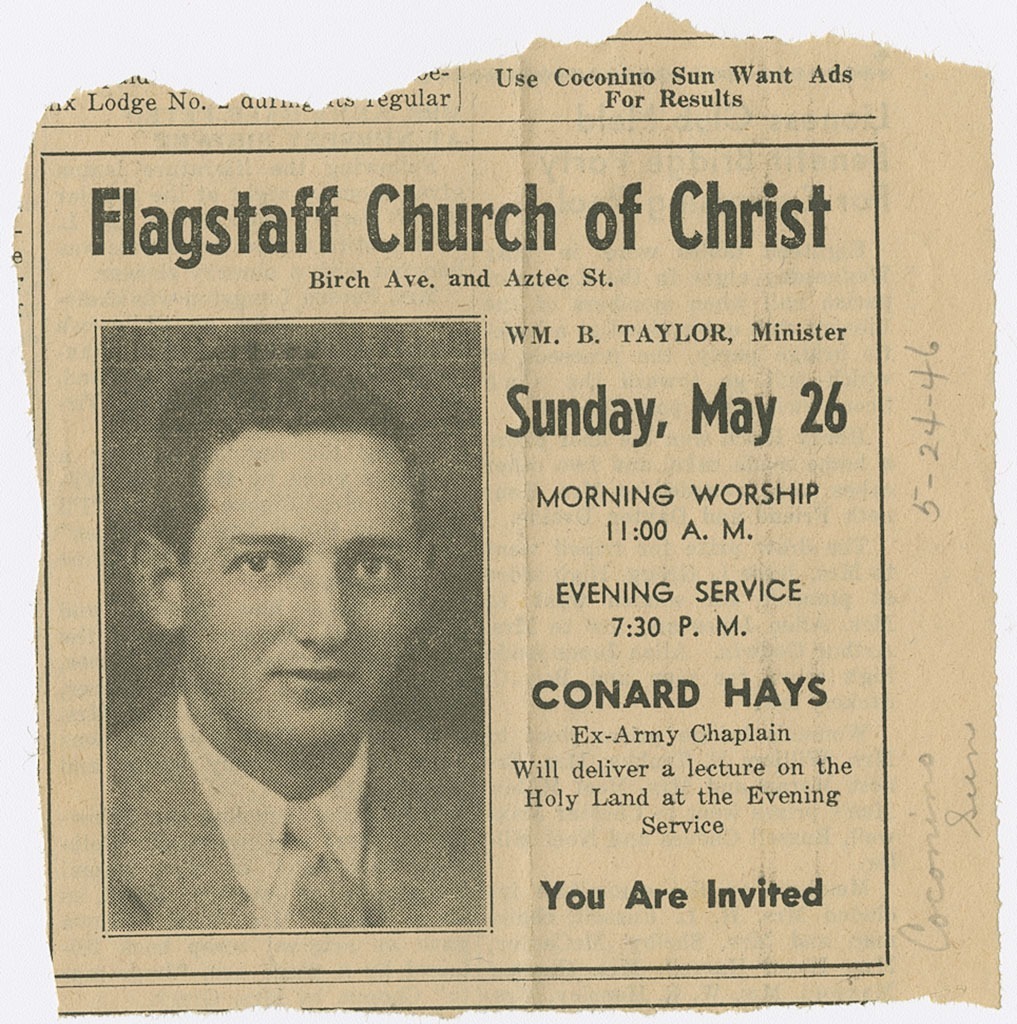 Lodge No.
during its regular
Use Coconino Sun Want Ads
For Results
Flagstaff Church of Christ
Birch Ave. and Aztec St.
WM. B. TAYLOR, Minister
Sunday, May 26
MORNING WORSHIP
11:00 A. M.
EVENING SERVICE
7:30 P. M.
CONARD HAYS
Ex-Army Chaplain
Will deliver a lecture on the
Holy Land at the Evening
Service
You Are Invited
5-24-46
Coconino
Sun